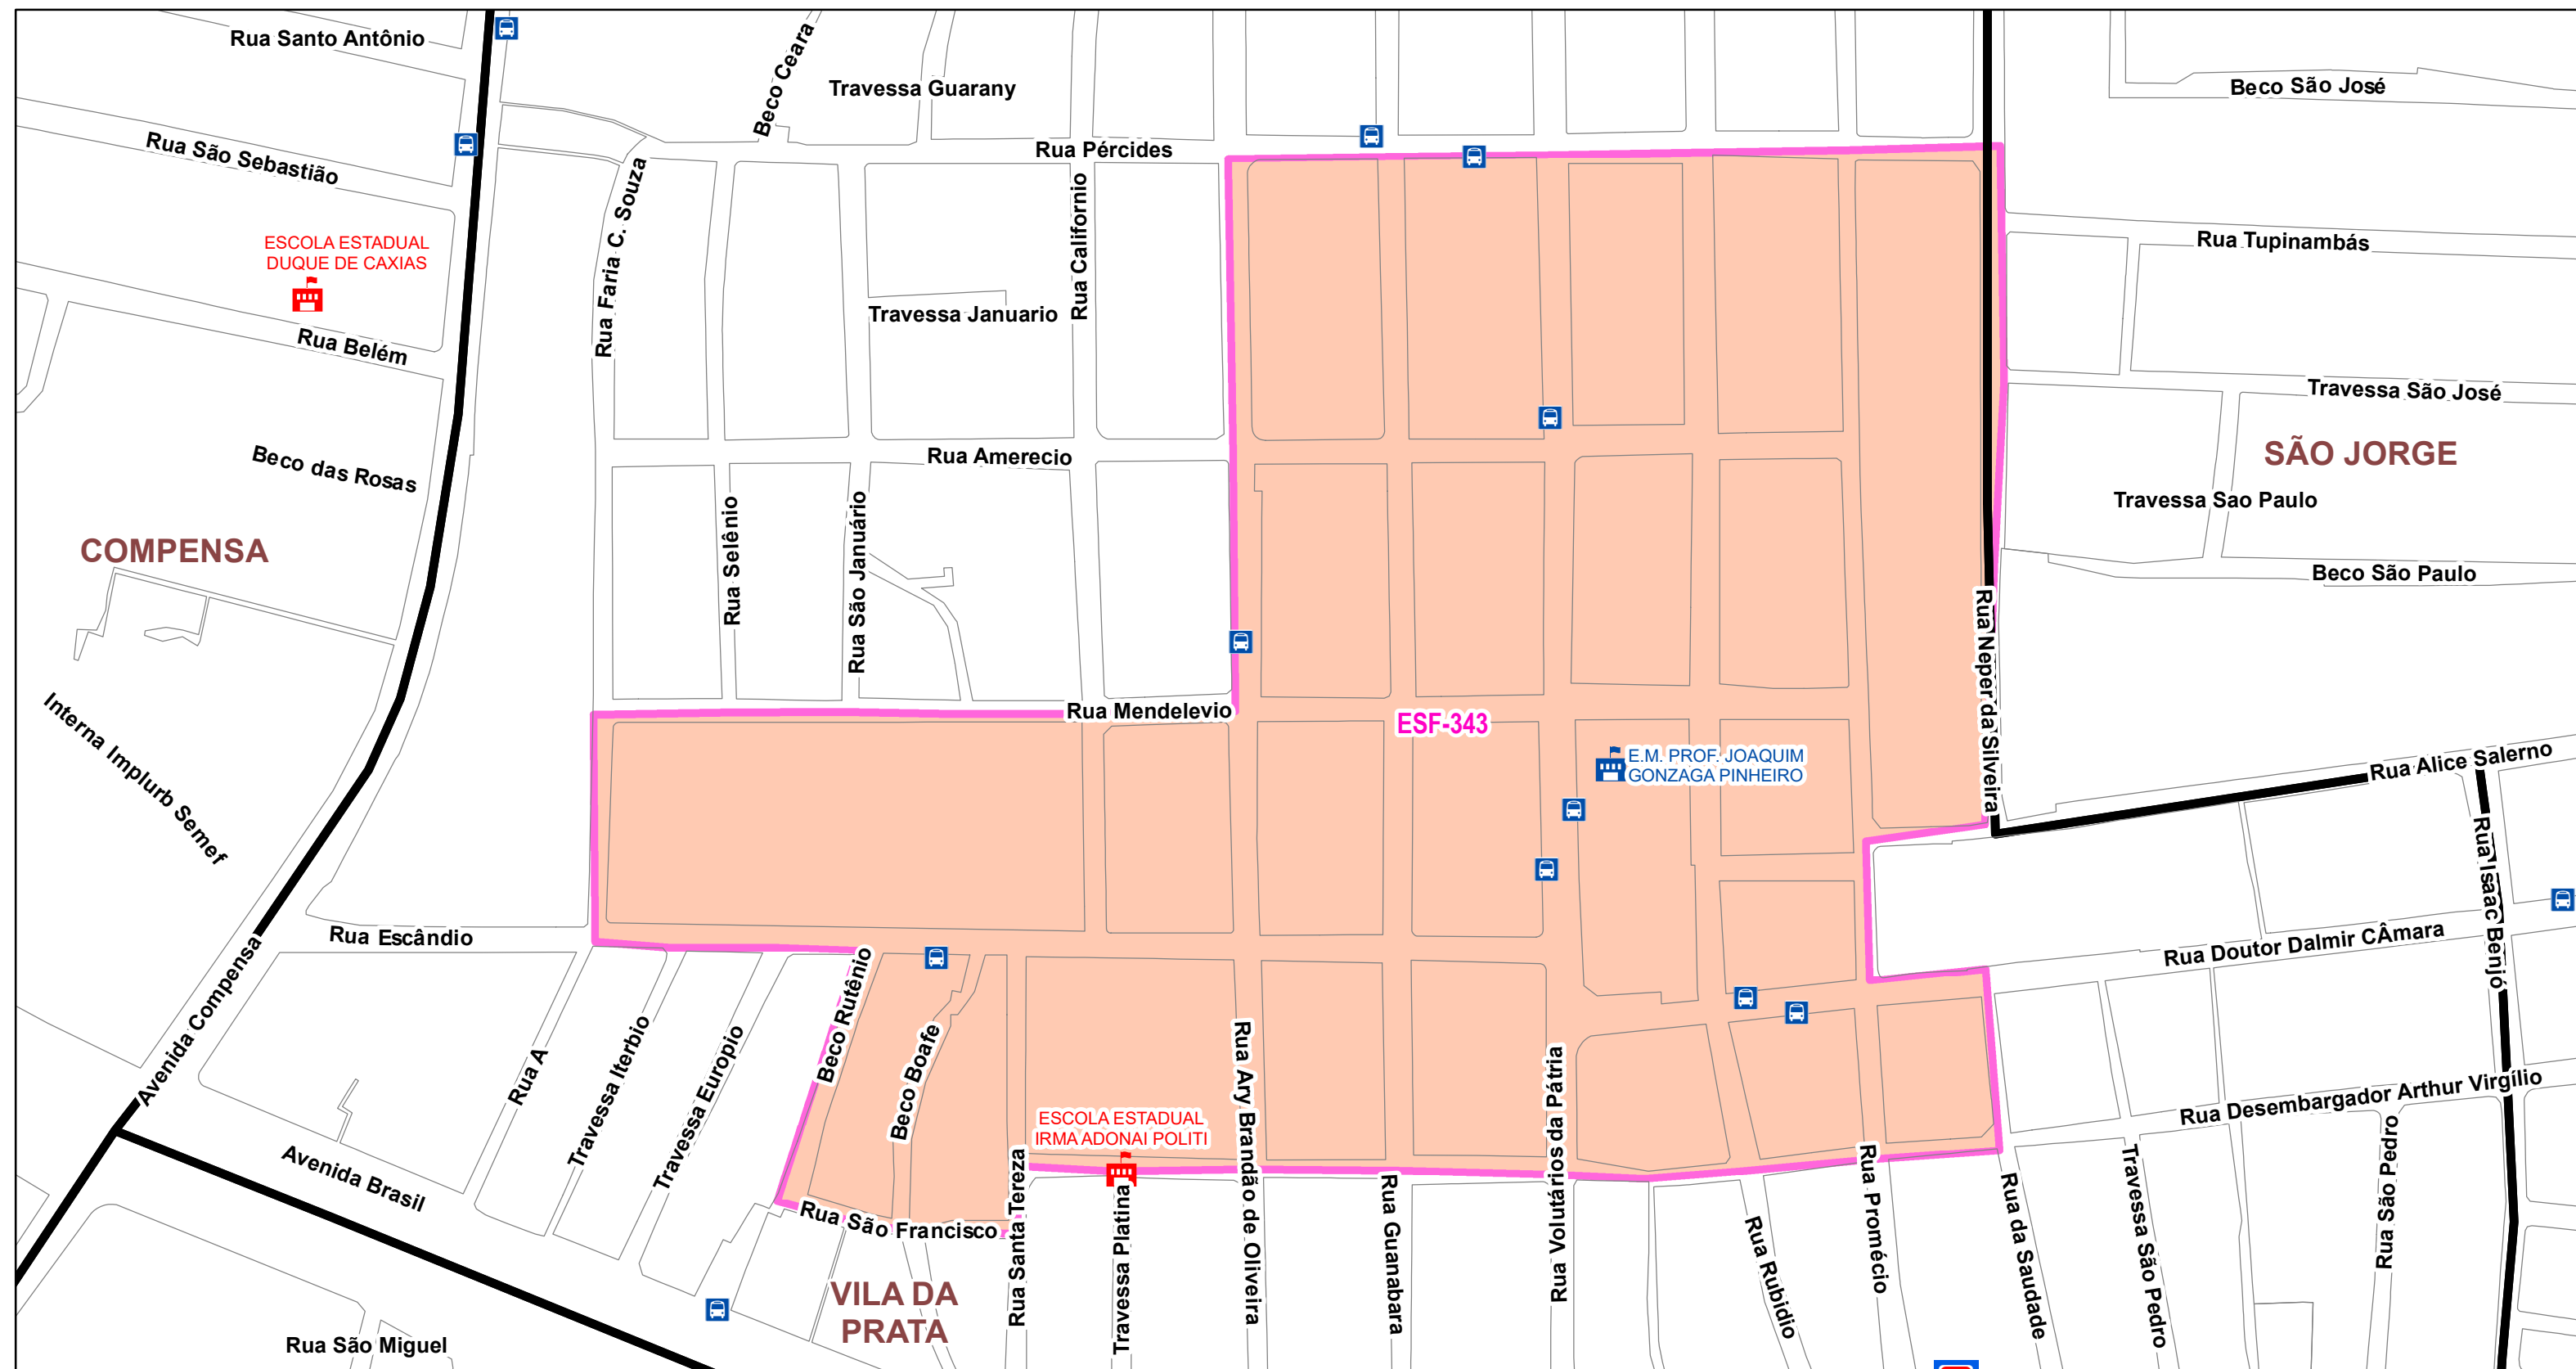 Rua Santo Antônio
Beco Ceara
Travessa Guarany
Beco São José
Rua São Sebastião
Rua Pércides
Rua Faria C. Souza
Rua Californio
ESCOLA ESTADUAL
DUQUE DE CAXIAS
Rua Tupinambás
Travessa Januario
Rua Belém
Travessa São José
Rua Amerecio
SÃO JORGE
Beco das Rosas
Travessa Sao Paulo
Rua Selênio
Rua São Januário
COMPENSA
Beco São Paulo
Rua Neper da Silveira
Interna Implurb Semef
Rua Mendelevio
ESF-343
E.M. PROF. JOAQUIM
GONZAGA PINHEIRO
Rua Alice Salerno
Rua Isaac Benjó
Rua Escândio
Rua Doutor Dalmir CÂmara
Avenida Compensa
Beco Rutênio
Rua A
Travessa Iterbio
Travessa Europio
Beco Boafe
Rua Ary Brandão de Oliveira
Rua Volutários da Pátria
Rua Desembargador Arthur Virgílio
ESCOLA ESTADUAL
IRMA ADONAI POLITI
Avenida Brasil
Rua São Francisco
Rua Santa Tereza
Travessa Platina
Rua Guanabara
Rua Rubidio
Rua Promécio
Rua da Saudade
Travessa São Pedro
Rua São Pedro
VILA DA
PRATA
Rua São Miguel